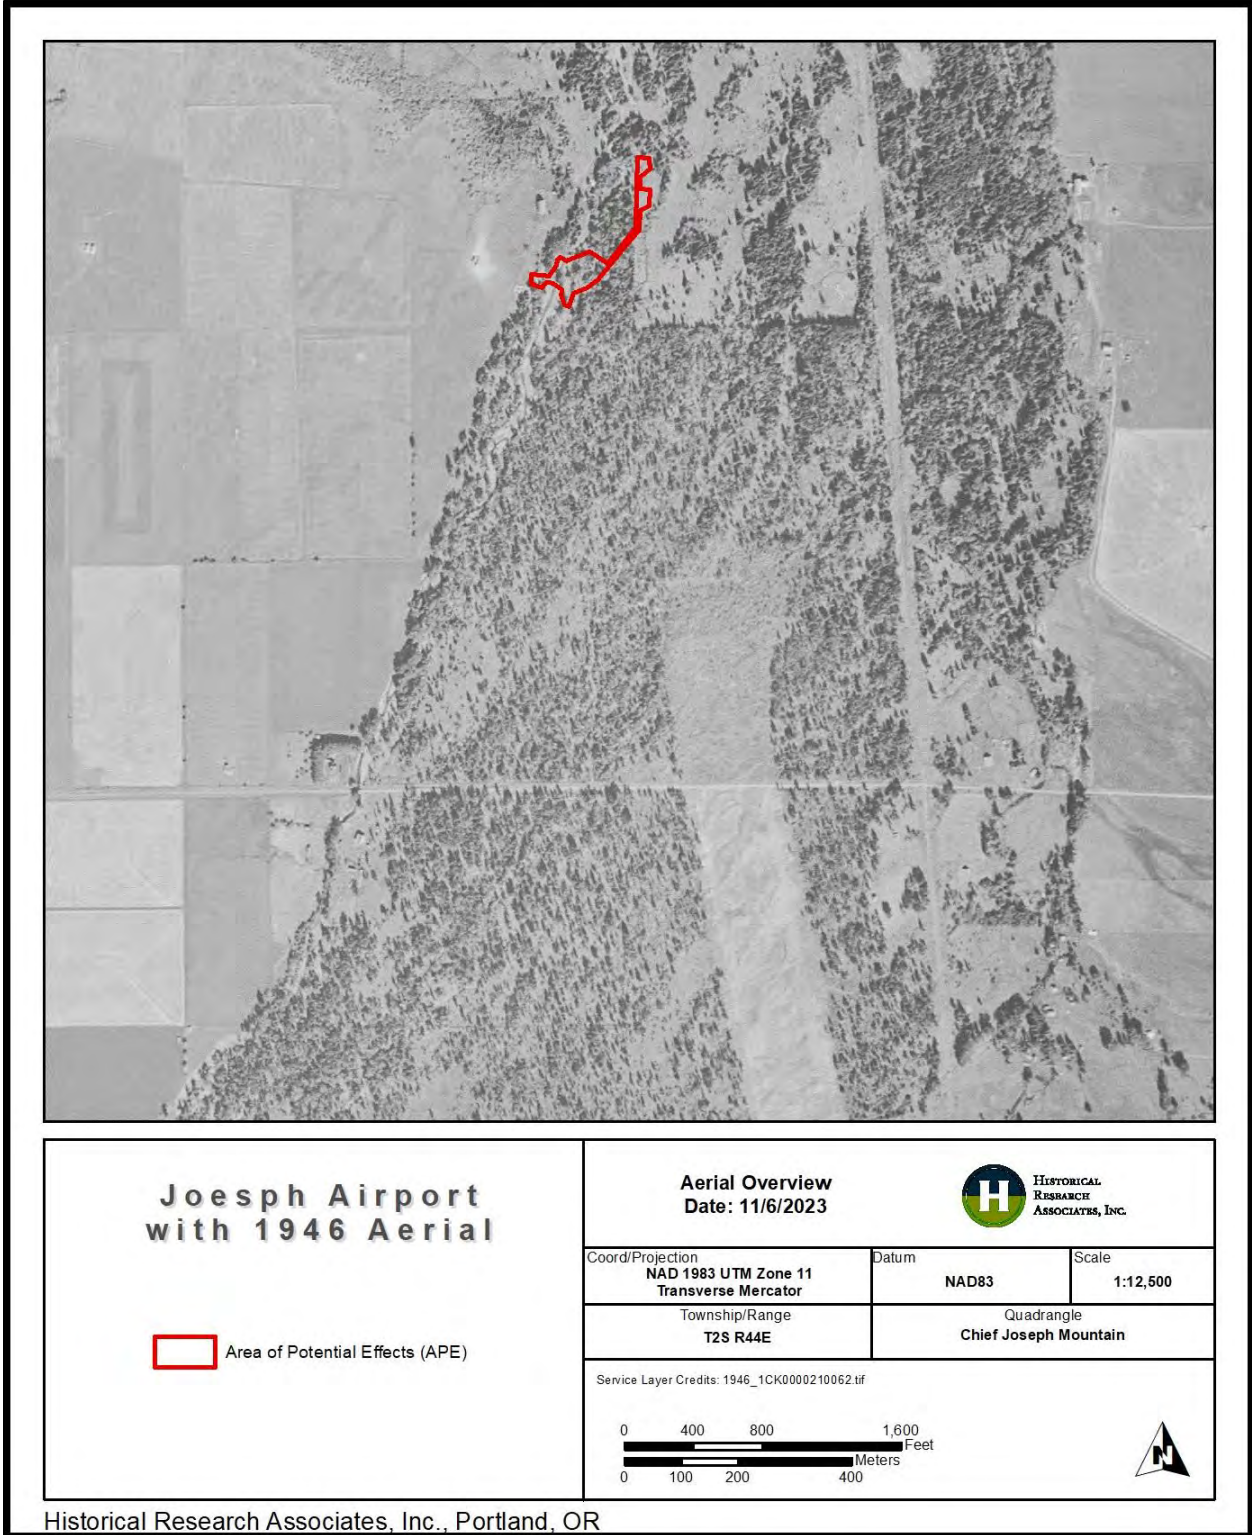 Joesph Airport
with 1946 Aerial
Area of Potential Effects (APE)
Aerial Overview
Date: 11/6/2023
H
HISTORICAL
RESEARCH
ASSOCIATES, INC.
Coord/Projection
NAD 1983 UTM Zone 11
Transverse Mercator
Datum
NAD83
Scale
1:12,500
Township/Range
T2S R44E
Quadrangle
Chief Joseph Mountain
Service Layer Credits: 1946_1CK0000210062.tif
0 400 800 1,600
Feet
Meters
0 100 200 400
N
Historical Research Associates, Inc., Portland, OR